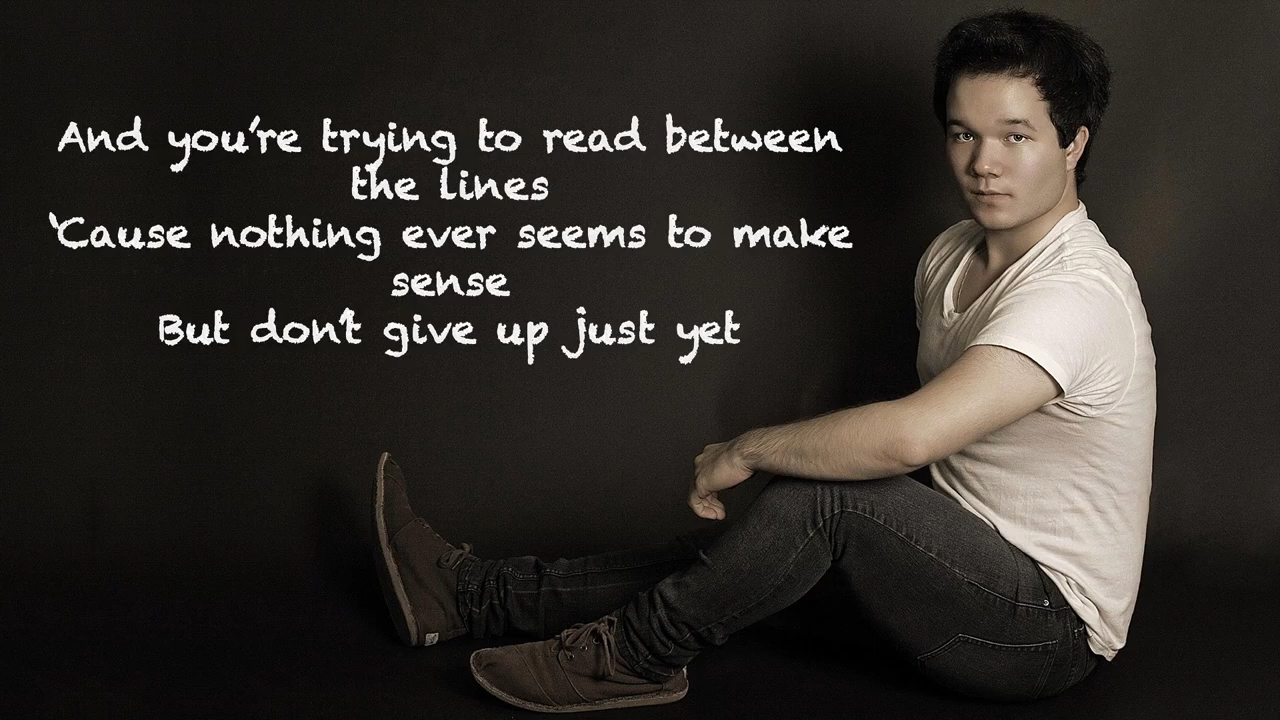 And you're trying to read between
the lines
'Cause nothing ever seems to make
sense
But don't give up just yet